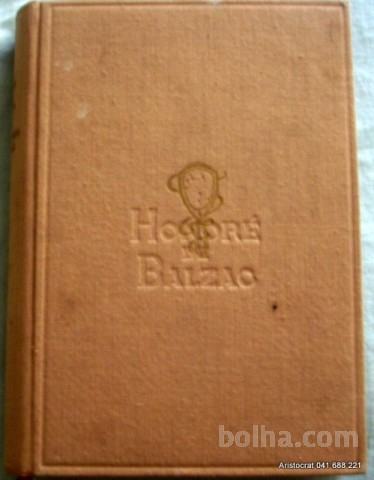 HONORÉ
DE
BALZAC
bolha.com
Aristocrat 041 688 221